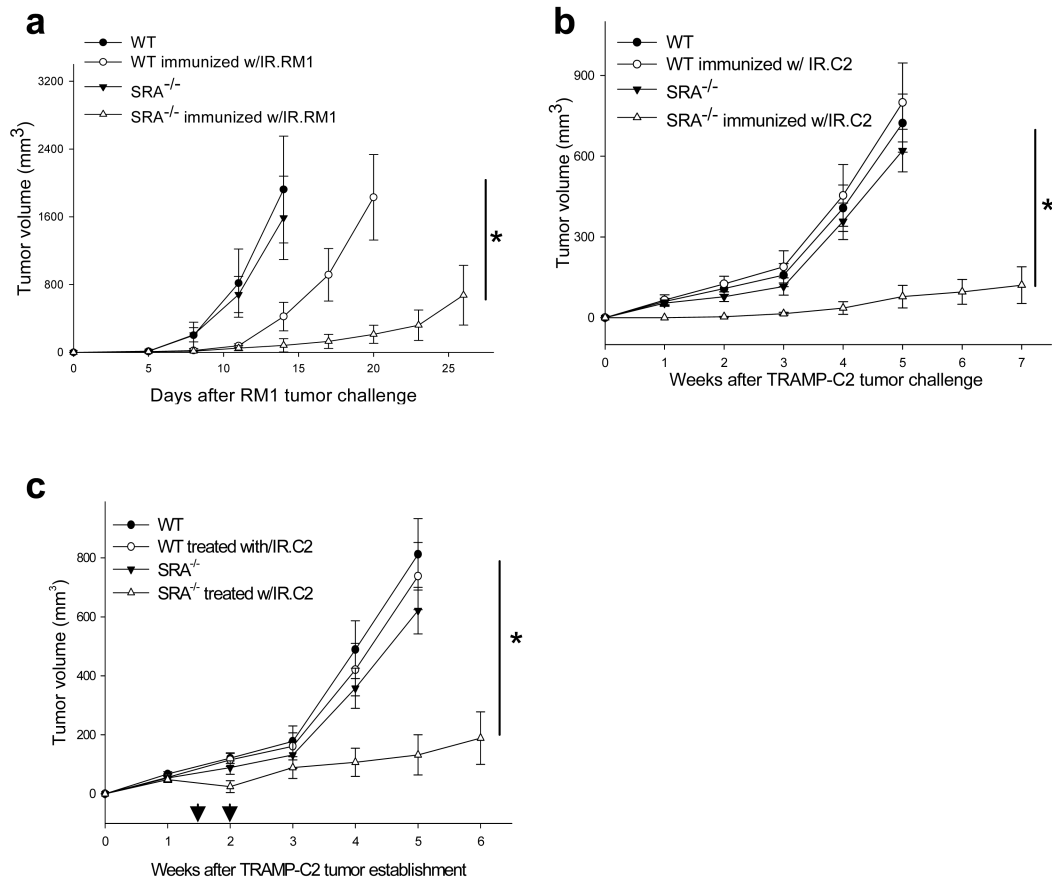 a
WT
WT immunized w/IR.RM1
SRA-/-
SRA-/- immunized w/IR.RM1
Tumor volume (mm3)
3200
2400
1600
800
0
*
0 5 10 15 20 25
Days after RM1 tumor challenge
b
WT
WT immunized w/ IR.C2
SRA-/-
SRA-/- immunized w/IR.C2
Tumor volume (mm3)
900
600
300
0
*
0 1 2 3 4 5 6 7
Weeks after TRAMP-C2 tumor challenge
c
WT
WT treated with/IR.C2
SRA-/-
SRA-/- treated w/IR.C2
Tumor volume (mm3)
800
600
400
200
0
*
0 1 2 3 4 5 6
Weeks after TRAMP-C2 tumor establishment